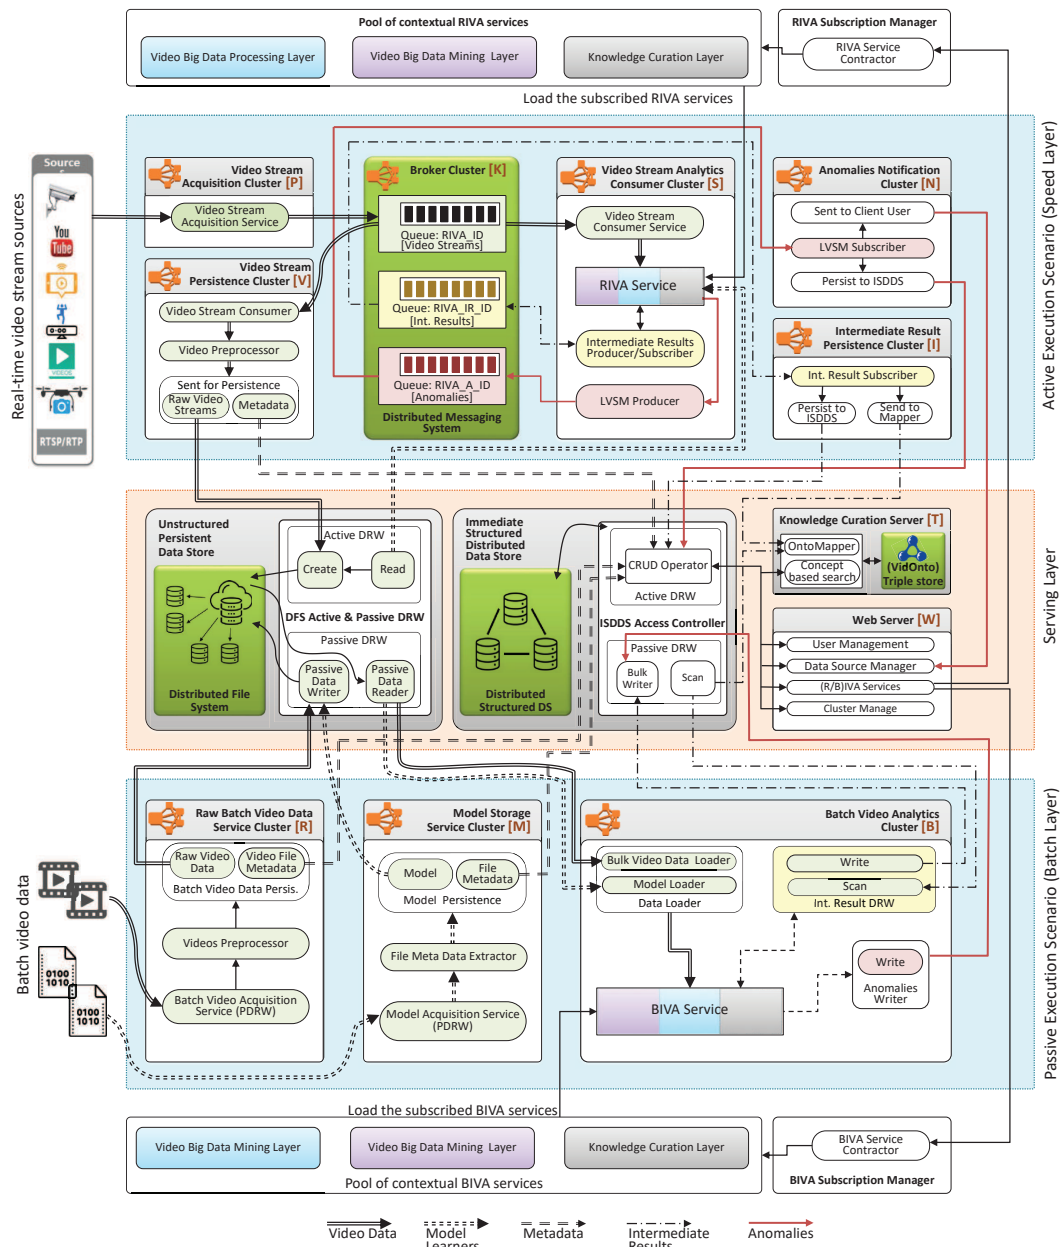 Pool of contextual RIVA services
Video Big Data Processing Layer
Video Big Data Mining Layer
Knowledge Curation Layer
RIVA Subscription Manager
RIVA Service
Contractor
Load the subscribed RIVA services
Active Execution Scenario (Speed Layer)
Real-time video stream sources
Source
You
Tube
VIDEOS
RTSP/RTP
Video Stream
Acquisition Cluster [P]
Video Stream
Acquisition Service
Video Stream
Persistence Cluster [V]
Video Stream Consumer
Video Preprocessor
Sent for Persistence
Raw Video
Streams
Metadata
Broker Cluster [K]
Queue: RIVA_ID
[Video Streams]
Queue: RIVA_IR_ID
[Int. Results]
Queue: RIVA_A_ID
[Anomalies]
Distributed Messaging
System
Video Stream Analytics
Consumer Cluster [S]
Video Stream
Consumer Service
RIVA Service
Intermediate Results
Producer/Subscriber
LVSM Producer
Anomalies Notification
Cluster [N]
Sent to Client User
LVSM Subscriber
Persist to ISDDS
Intermediate Result
Persistence Cluster [I]
Int. Result Subscriber
Persist to
ISDDS
Send to
Mapper
Serving Layer
Unstructured
Persistent
Data Store
Active DRW
Create
Read
DFS Active & Passive DRW
Passive DRW
Passive
Data
Writer
Passive
Data
Reader
Distributed File
System
Immediate
Structured
Distributed
Data Store
CRUD Operator
Active DRW
ISDDS Access Controller
Passive DRW
Bulk
Writer
Scan
Distributed
Structured DS
Knowledge Curation Server [T]
OntoMapper
Concept
based search
(VidOnto)
Triple store
Web Server [W]
User Management
Data Source Manager
(R/B)IVA Services
Cluster Manage
Passive Execution Scenario (Batch Layer)
Batch video data
0100
1010
0100
1010
Raw Batch Video Data
Service Cluster [R]
Raw Video
Data
Video File
Metadata
Batch Video Data Persis.
Videos Preprocessor
Batch Video Acquisition
Service (PDRW)
Model Storage
Service Cluster [M]
Model
File
Metadata
Model Persistence
File Meta Data Extractor
Model Acquisition Service
(PDRW)
Batch Video Analytics
Cluster [B]
Bulk Video Data Loader
Model Loader
Data Loader
Write
Scan
Int. Result DRW
BIVA Service
Write
Anomalies
Writer
Load the subscribed BIVA services
Video Big Data Mining Layer
Video Big Data Mining Layer
Knowledge Curation Layer
Pool of contextual BIVA services
BIVA Service
Contractor
BIVA Subscription Manager
Video Data
Model
Learners
Metadata
Intermediate
Results
Anomalies